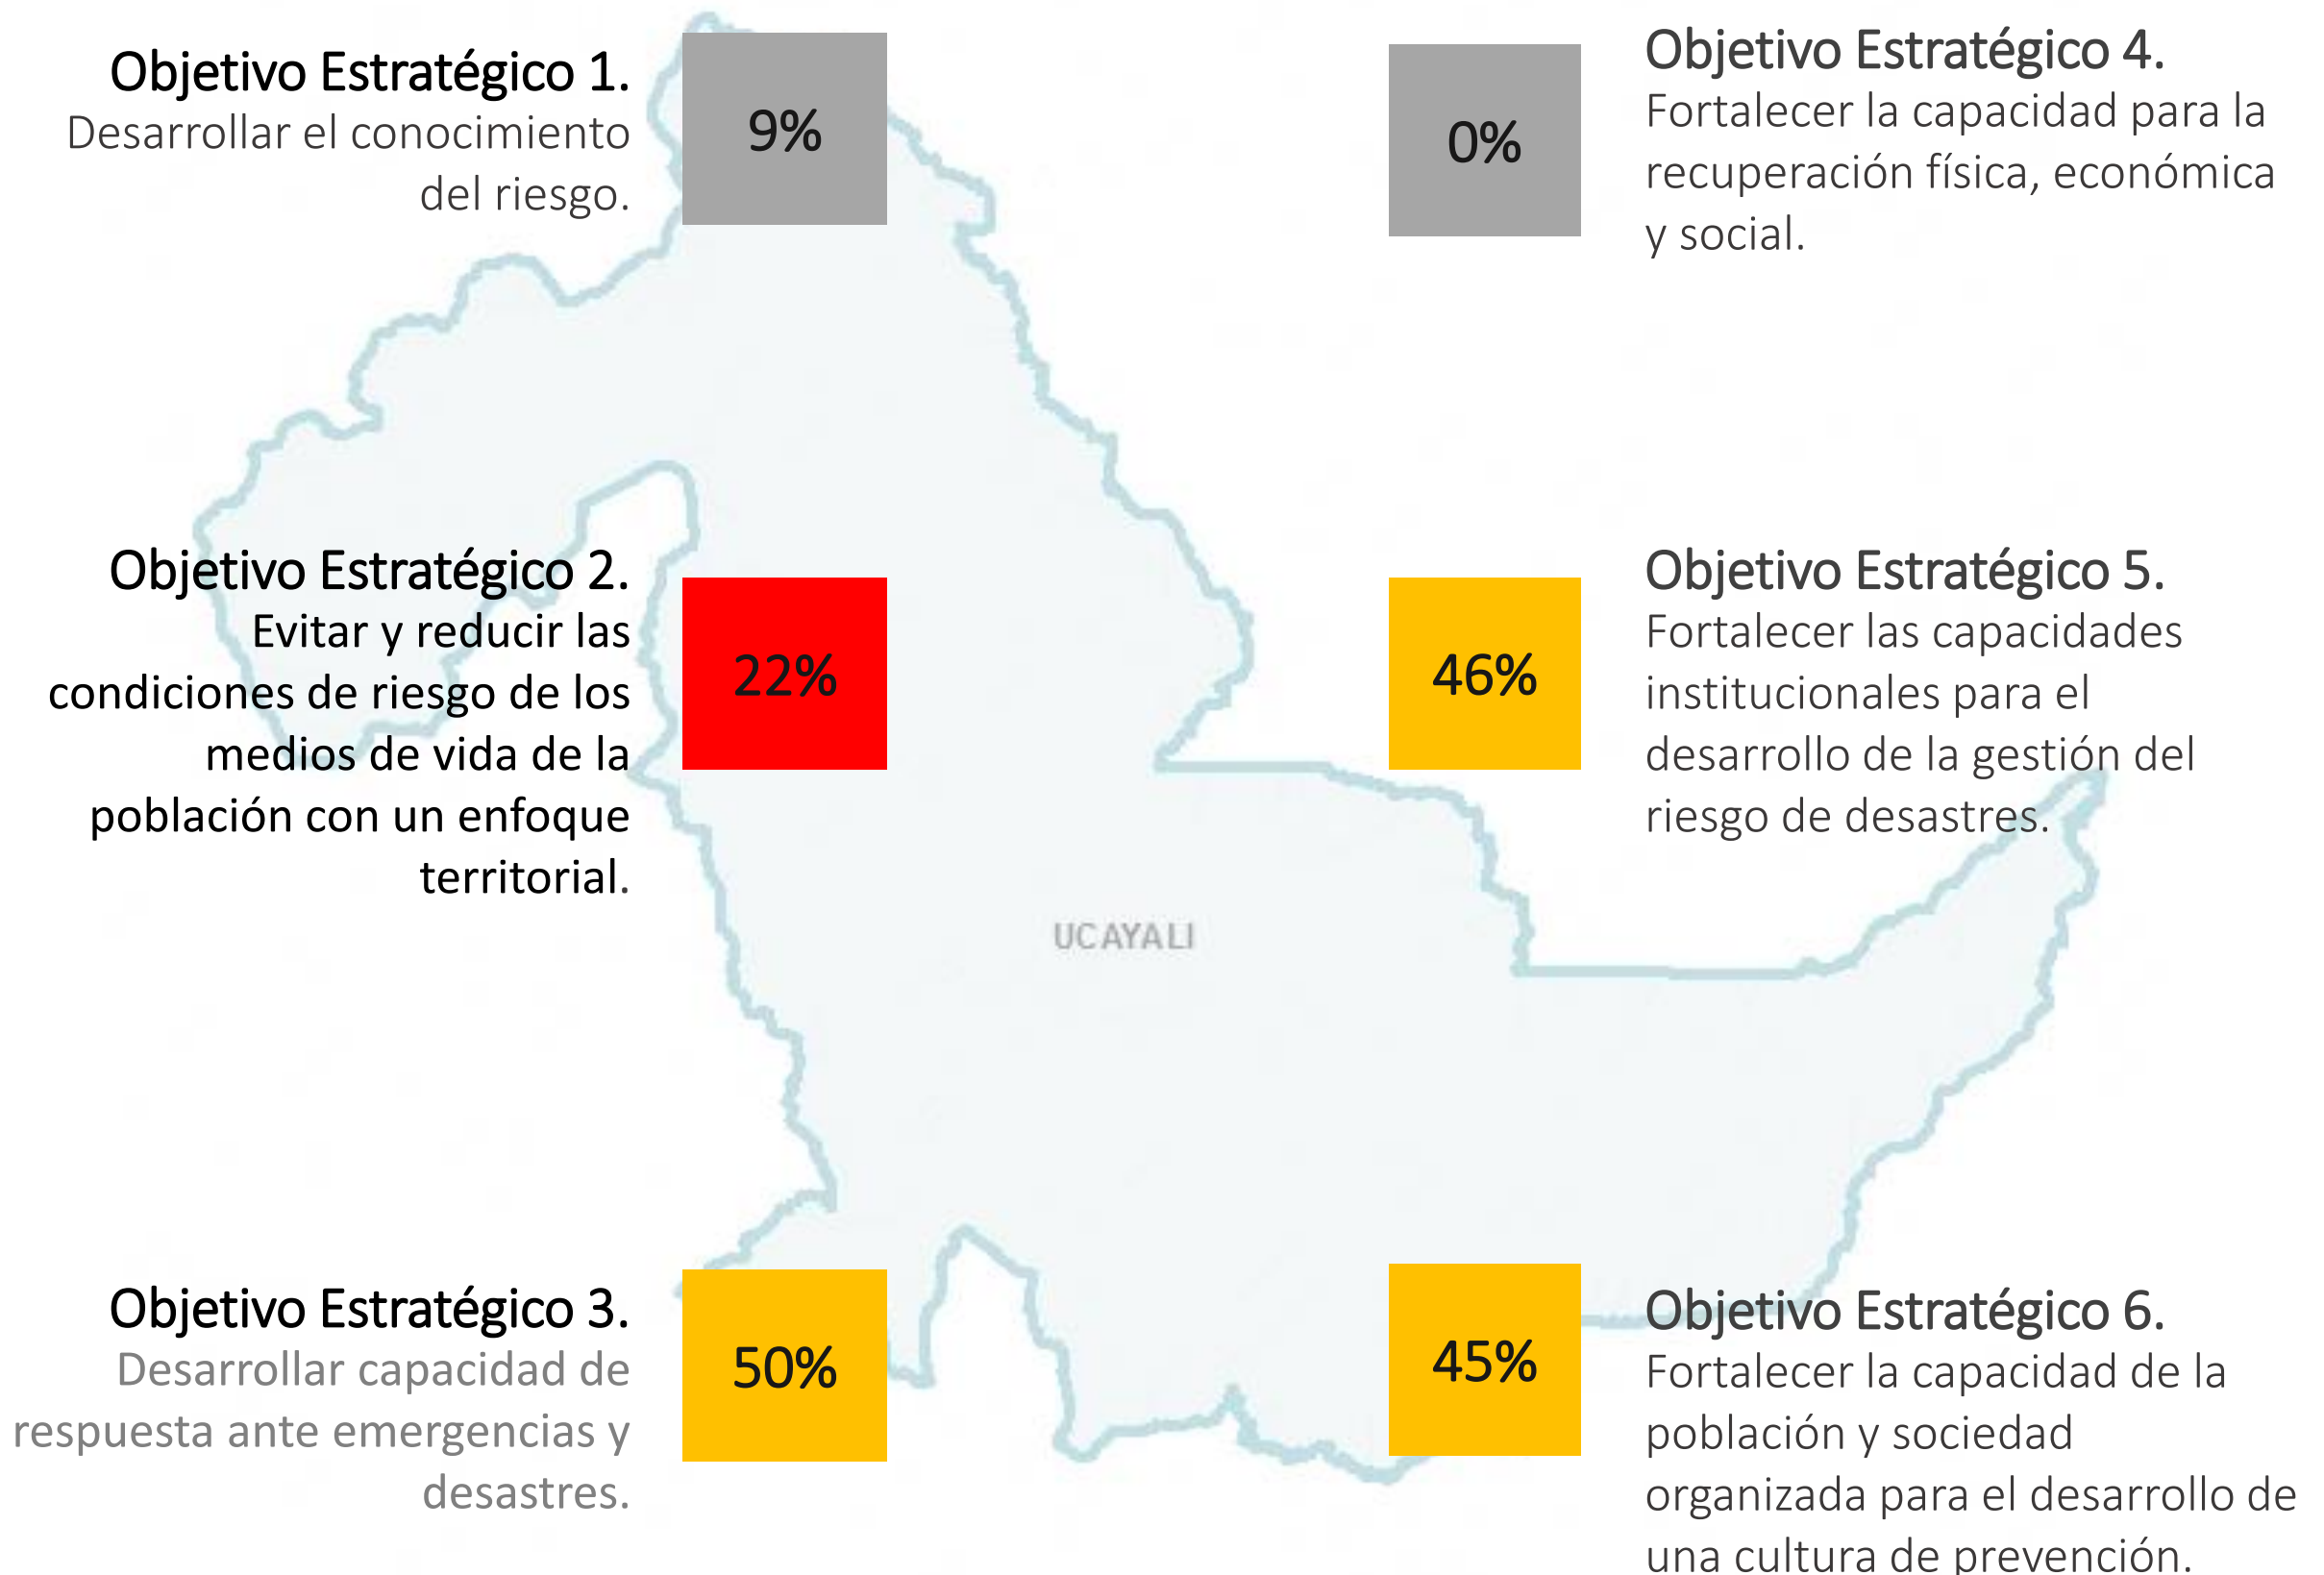 Objetivo Estratégico 1.
Desarrollar el conocimiento
del riesgo.
9%
Objetivo Estratégico 2.
Evitar y reducir las
condiciones de riesgo de los
medios de vida de la
población con un enfoque
territorial.
22%
Objetivo Estratégico 3.
Desarrollar capacidad de
respuesta ante emergencias y
desastres.
50%
UCAYALI
0%
Objetivo Estratégico 4.
Fortalecer la capacidad para la
recuperación física, económica
y social.
46%
Objetivo Estratégico 5.
Fortalecer las capacidades
institucionales para el
desarrollo de la gestión del
riesgo de desastres.
45%
Objetivo Estratégico 6.
Fortalecer la capacidad de la
población y sociedad
organizada para el desarrollo de
una cultura de prevención.